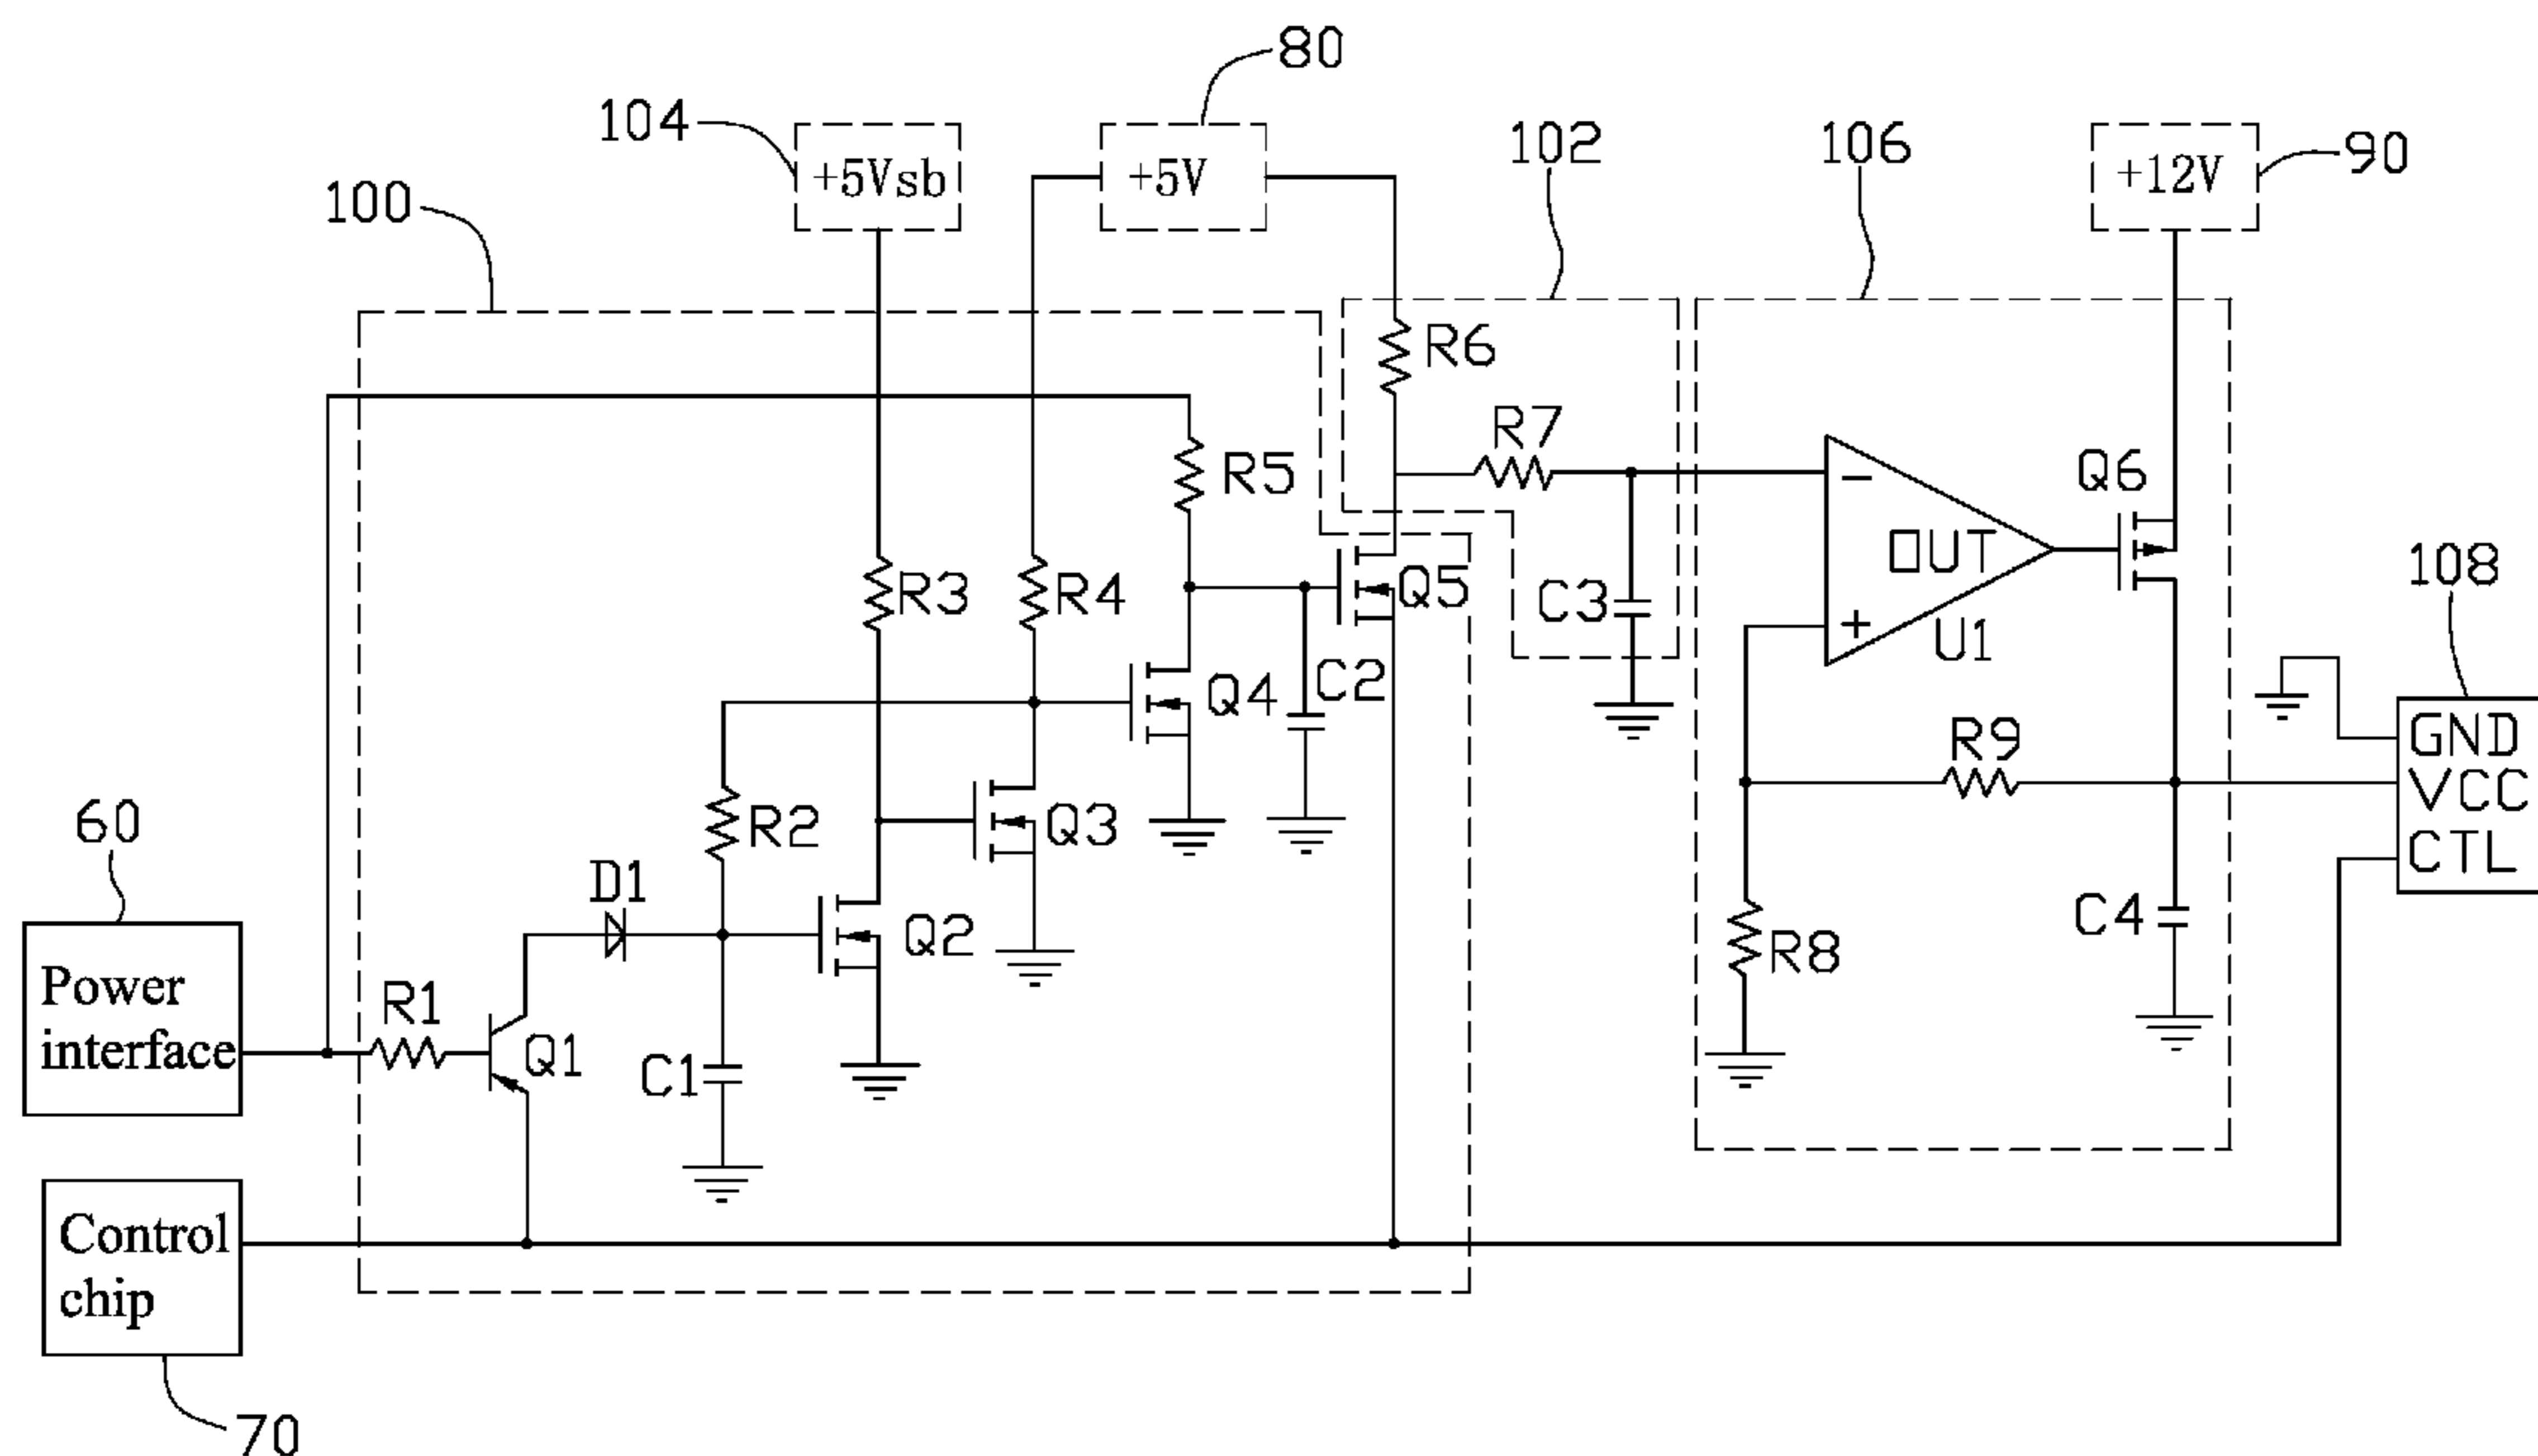 80
104
102
106
90
+5Vsb
+5V
+12V
100
R6
R7
R5
Q6
OUT
108
R3
R4
Q5
C3
U1
C2
Q4
GND
R9
VCC
R2
Q3
60
CTL
D1
Q2
C4
R8
Power
interface
R1
Q1
C1
Control
chip
70
− 
+